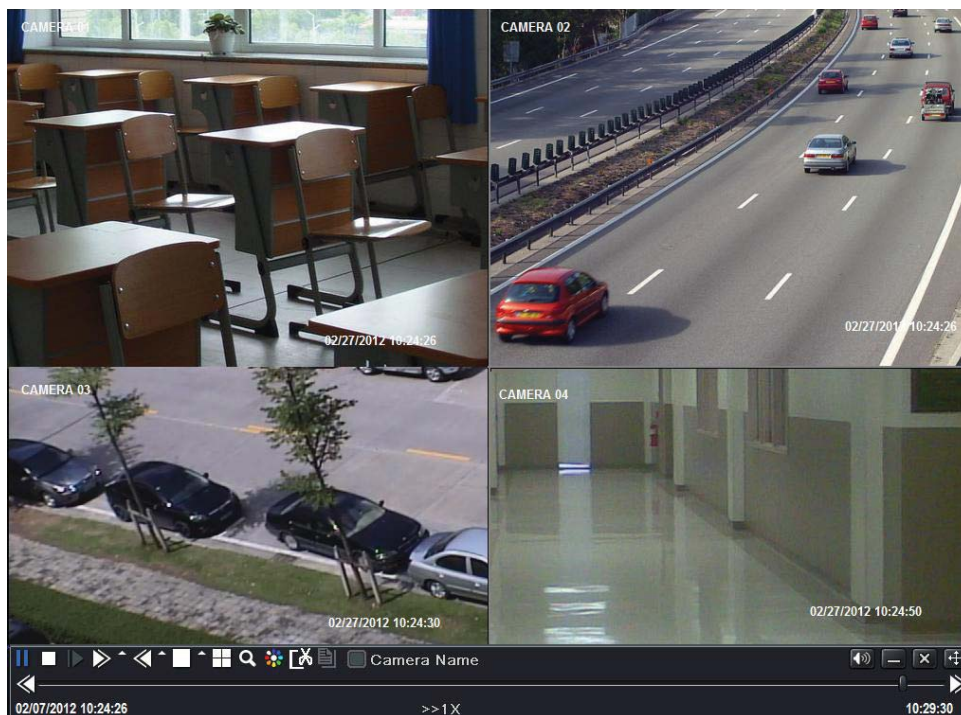 CAMERA 01
CAMERA 02
02/27/2012 10:24:26
02/27/2012 10:24:26
CAMERA 03
CAMERA 04
02/27/2012 10:24:30
02/27/2012 10:24:50
Camera Name
02/07/2012 10:24:26
>>1X
10:29:30